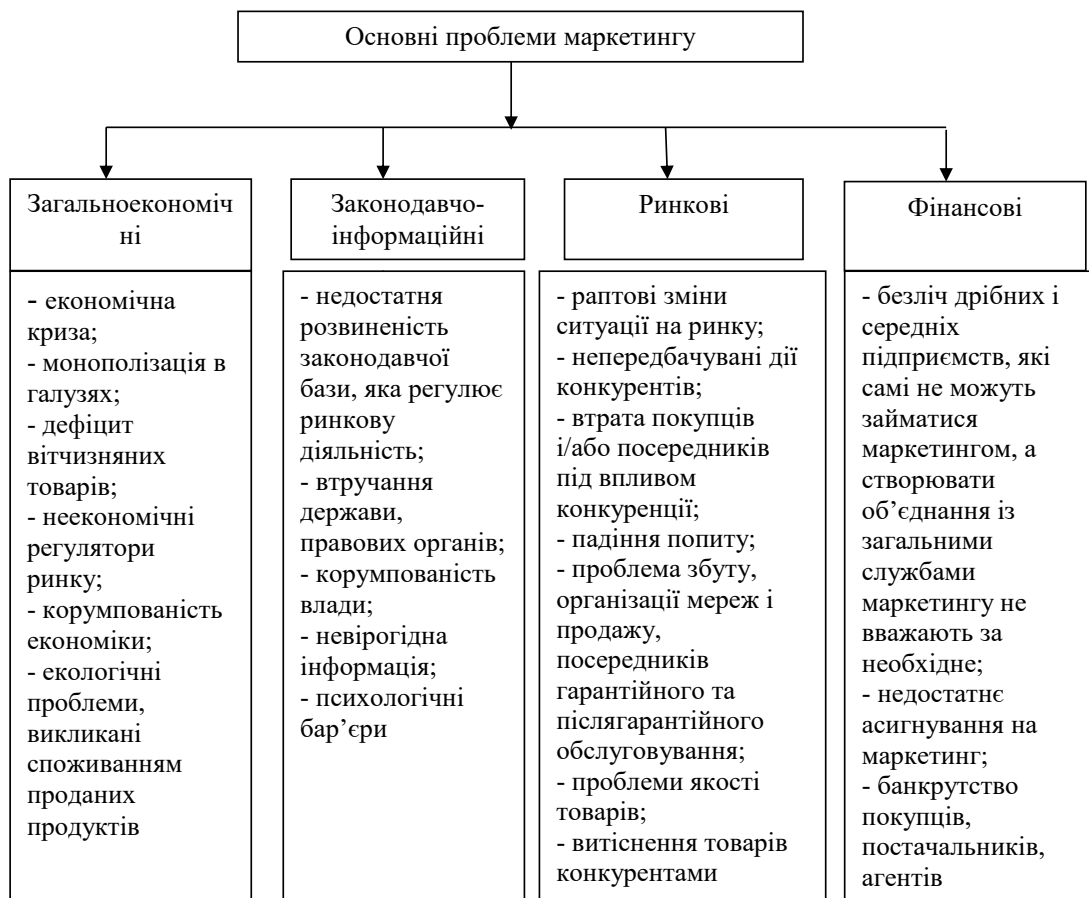 Основні проблеми маркетингу
Загальноекономіч
ні
Законодавчо-
інформаційні
Ринкові
Фінансові
- економічна
криза;
- монополізація в
галузях;
- дефіцит
вітчизняних
товарів;
- неекономічні
регулятори
ринку;
- корумпованість
економіки;
- екологічні
проблеми,
викликані
споживанням
проданих
продуктів
- недостатня
розвиненість
законодавчої
бази, яка регулює
ринкову
діяльність;
- втручання
держави,
правових органів;
- корумпованість
влади;
- невірогідна
інформація;
- психологічні
бар’єри
- раптові зміни
ситуації на ринку;
- непередбачувані дії
конкурентів;
- втрата покупців
і/або посередників
під впливом
конкуренції;
- падіння попиту;
- проблема збуту,
організації мереж і
продажу,
посередників
гарантійного та
післягарантійного
обслуговування;
- проблеми якості
товарів;
- витіснення товарів
конкурентами
- безліч дрібних і
середніх
підприємств, які
самі не можуть
займатися
маркетингом, а
створювати
об’єднання із
загальними
службами
маркетингу не
вважають за
необхідне;
- недостатнє
асигнування на
маркетинг;
- банкрутство
покупців,
постачальників,
агентів